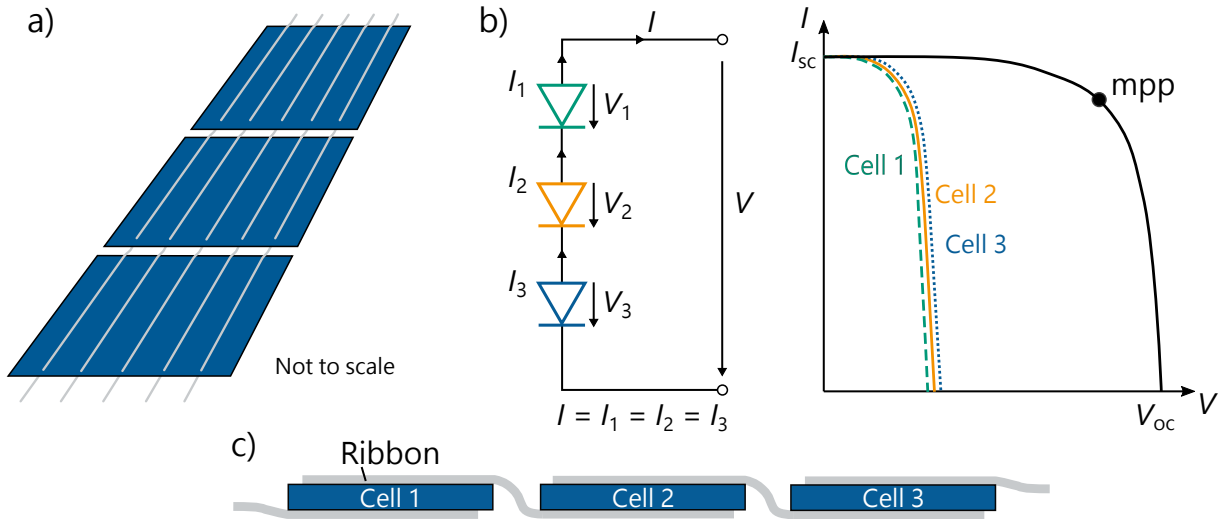 a)
Not to scale
b)
I
I₁
V₁
I₂
V₂
V
I₃
V₃
I = I₁ = I₂ = I₃
I
Isc
mpp
Cell 1
Cell 2
Cell 3
Voc
V
c)
Ribbon
Cell 1
Cell 2
Cell 3